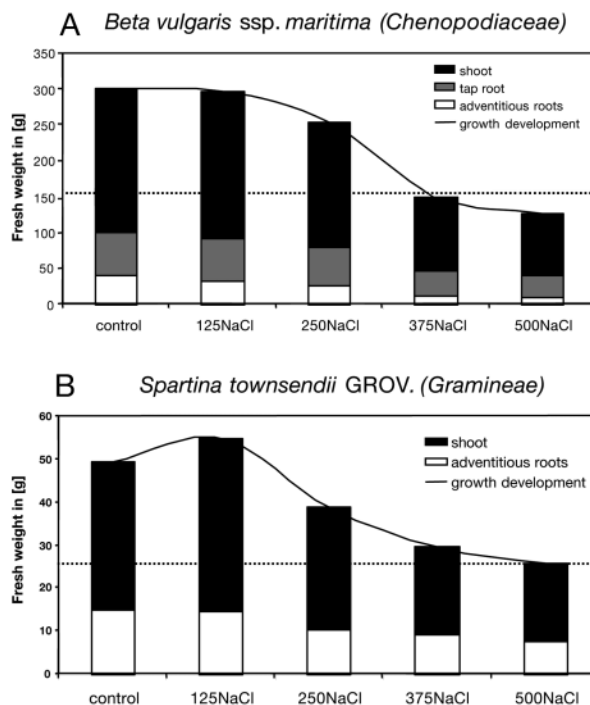 A Beta vulgaris ssp. maritima (Chenopodiaceae)
350
300
250
200
150
100
50
0
Fresh weight in [g]
shoot
tap root
adventitious roots
growth development
control 125NaCl 250NaCl 375NaCl 500NaCl
B Spartina townsendii GROV. (Gramineae)
60
50
40
30
20
10
0
Fresh weight in [g]
shoot
adventitious roots
growth development
control 125NaCl 250NaCl 375NaCl 500NaCl